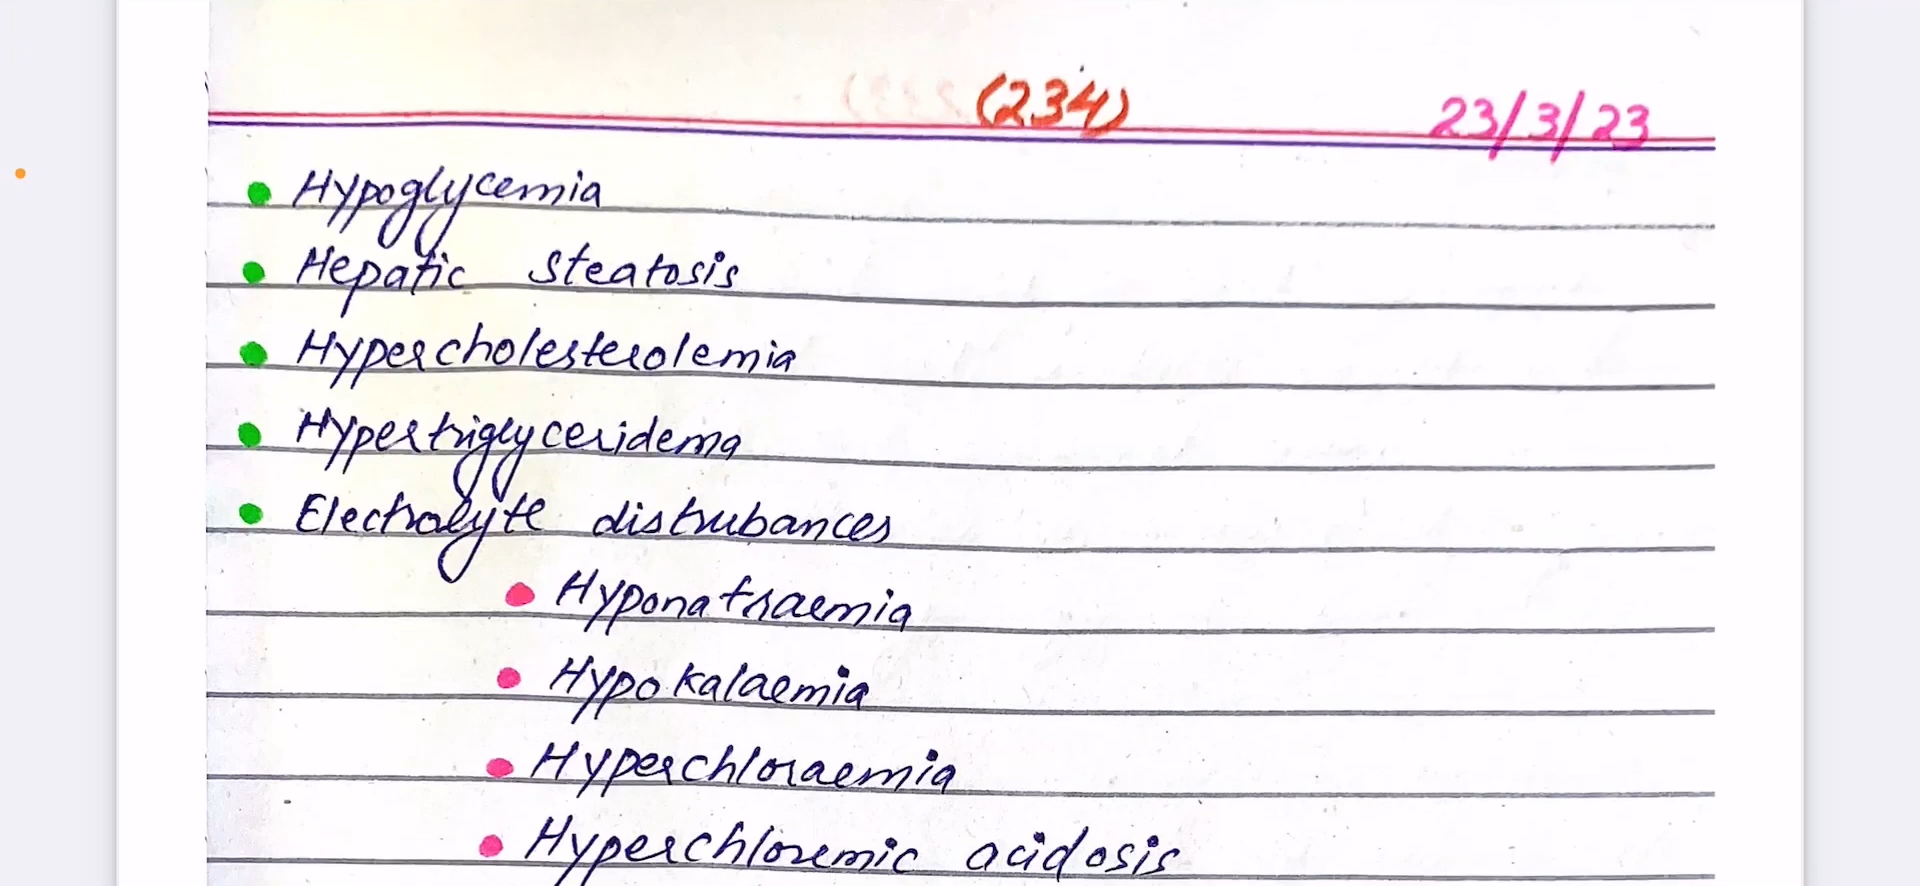 (234) 23/3/23
Hypoglycemia
Hepatic steatosis
Hypercholesterolemia
Hypertriglyceridema
Electrolyte distrubances
Hyponatraemia
Hypokalaemia
Hyperchloraemia
Hyperchloremic acidosis